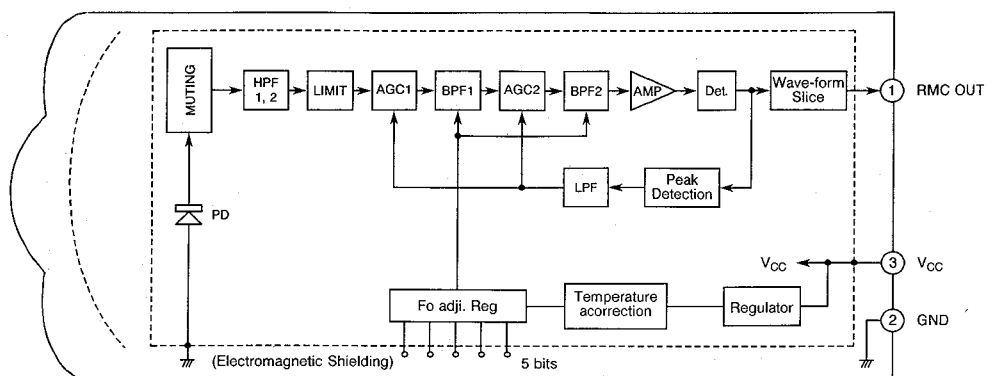 MUTING
HPF
1, 2
LIMIT
AGC1
BPF1
AGC2
BPF2
AMP
Det.
Wave-form
Slice
1
RMC OUT
LPF
Peak
Detection
PD
VCC
3
VCC
Fo adji. Reg
Temperature
acorrection
Regulator
2
GND
(Electromagnetic Shielding)
5 bits